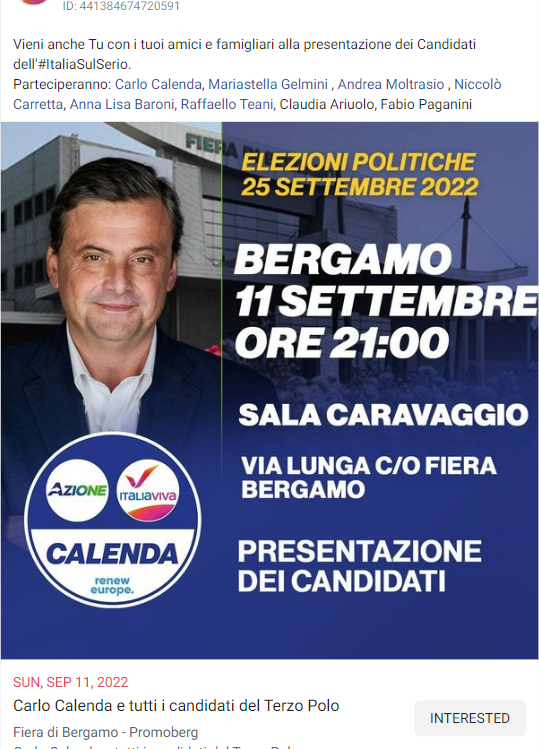 ID: 441384674720591
Vieni anche Tu con i tuoi amici e famigliari alla presentazione dei Candidati
dell'#ItaliaSulSerio.
Parteciperanno: Carlo Calenda, Mariastella Gelmini , Andrea Moltrasio , Niccolò
Carretta, Anna Lisa Baroni, Raffaello Teani, Claudia Ariuolo, Fabio Paganini
FIERA
ELEZIONI POLITICHE
25 SETTEMBRE 2022
BERGAMO
11 SETTEMBRE
ORE 21:00
SALA CARAVAGGIO
VIA LUNGA C/O FIERA
BERGAMO
PRESENTAZIONE
DEI CANDIDATI
AZIONE
ITALIAVIVA
CALENDA
renew
europe.
SUN, SEP 11, 2022
Carlo Calenda e tutti i candidati del Terzo Polo
INTERESTED
Fiera di Bergamo - Promoberg
Carlo Calenda e tutti i candidati del Terzo Polo